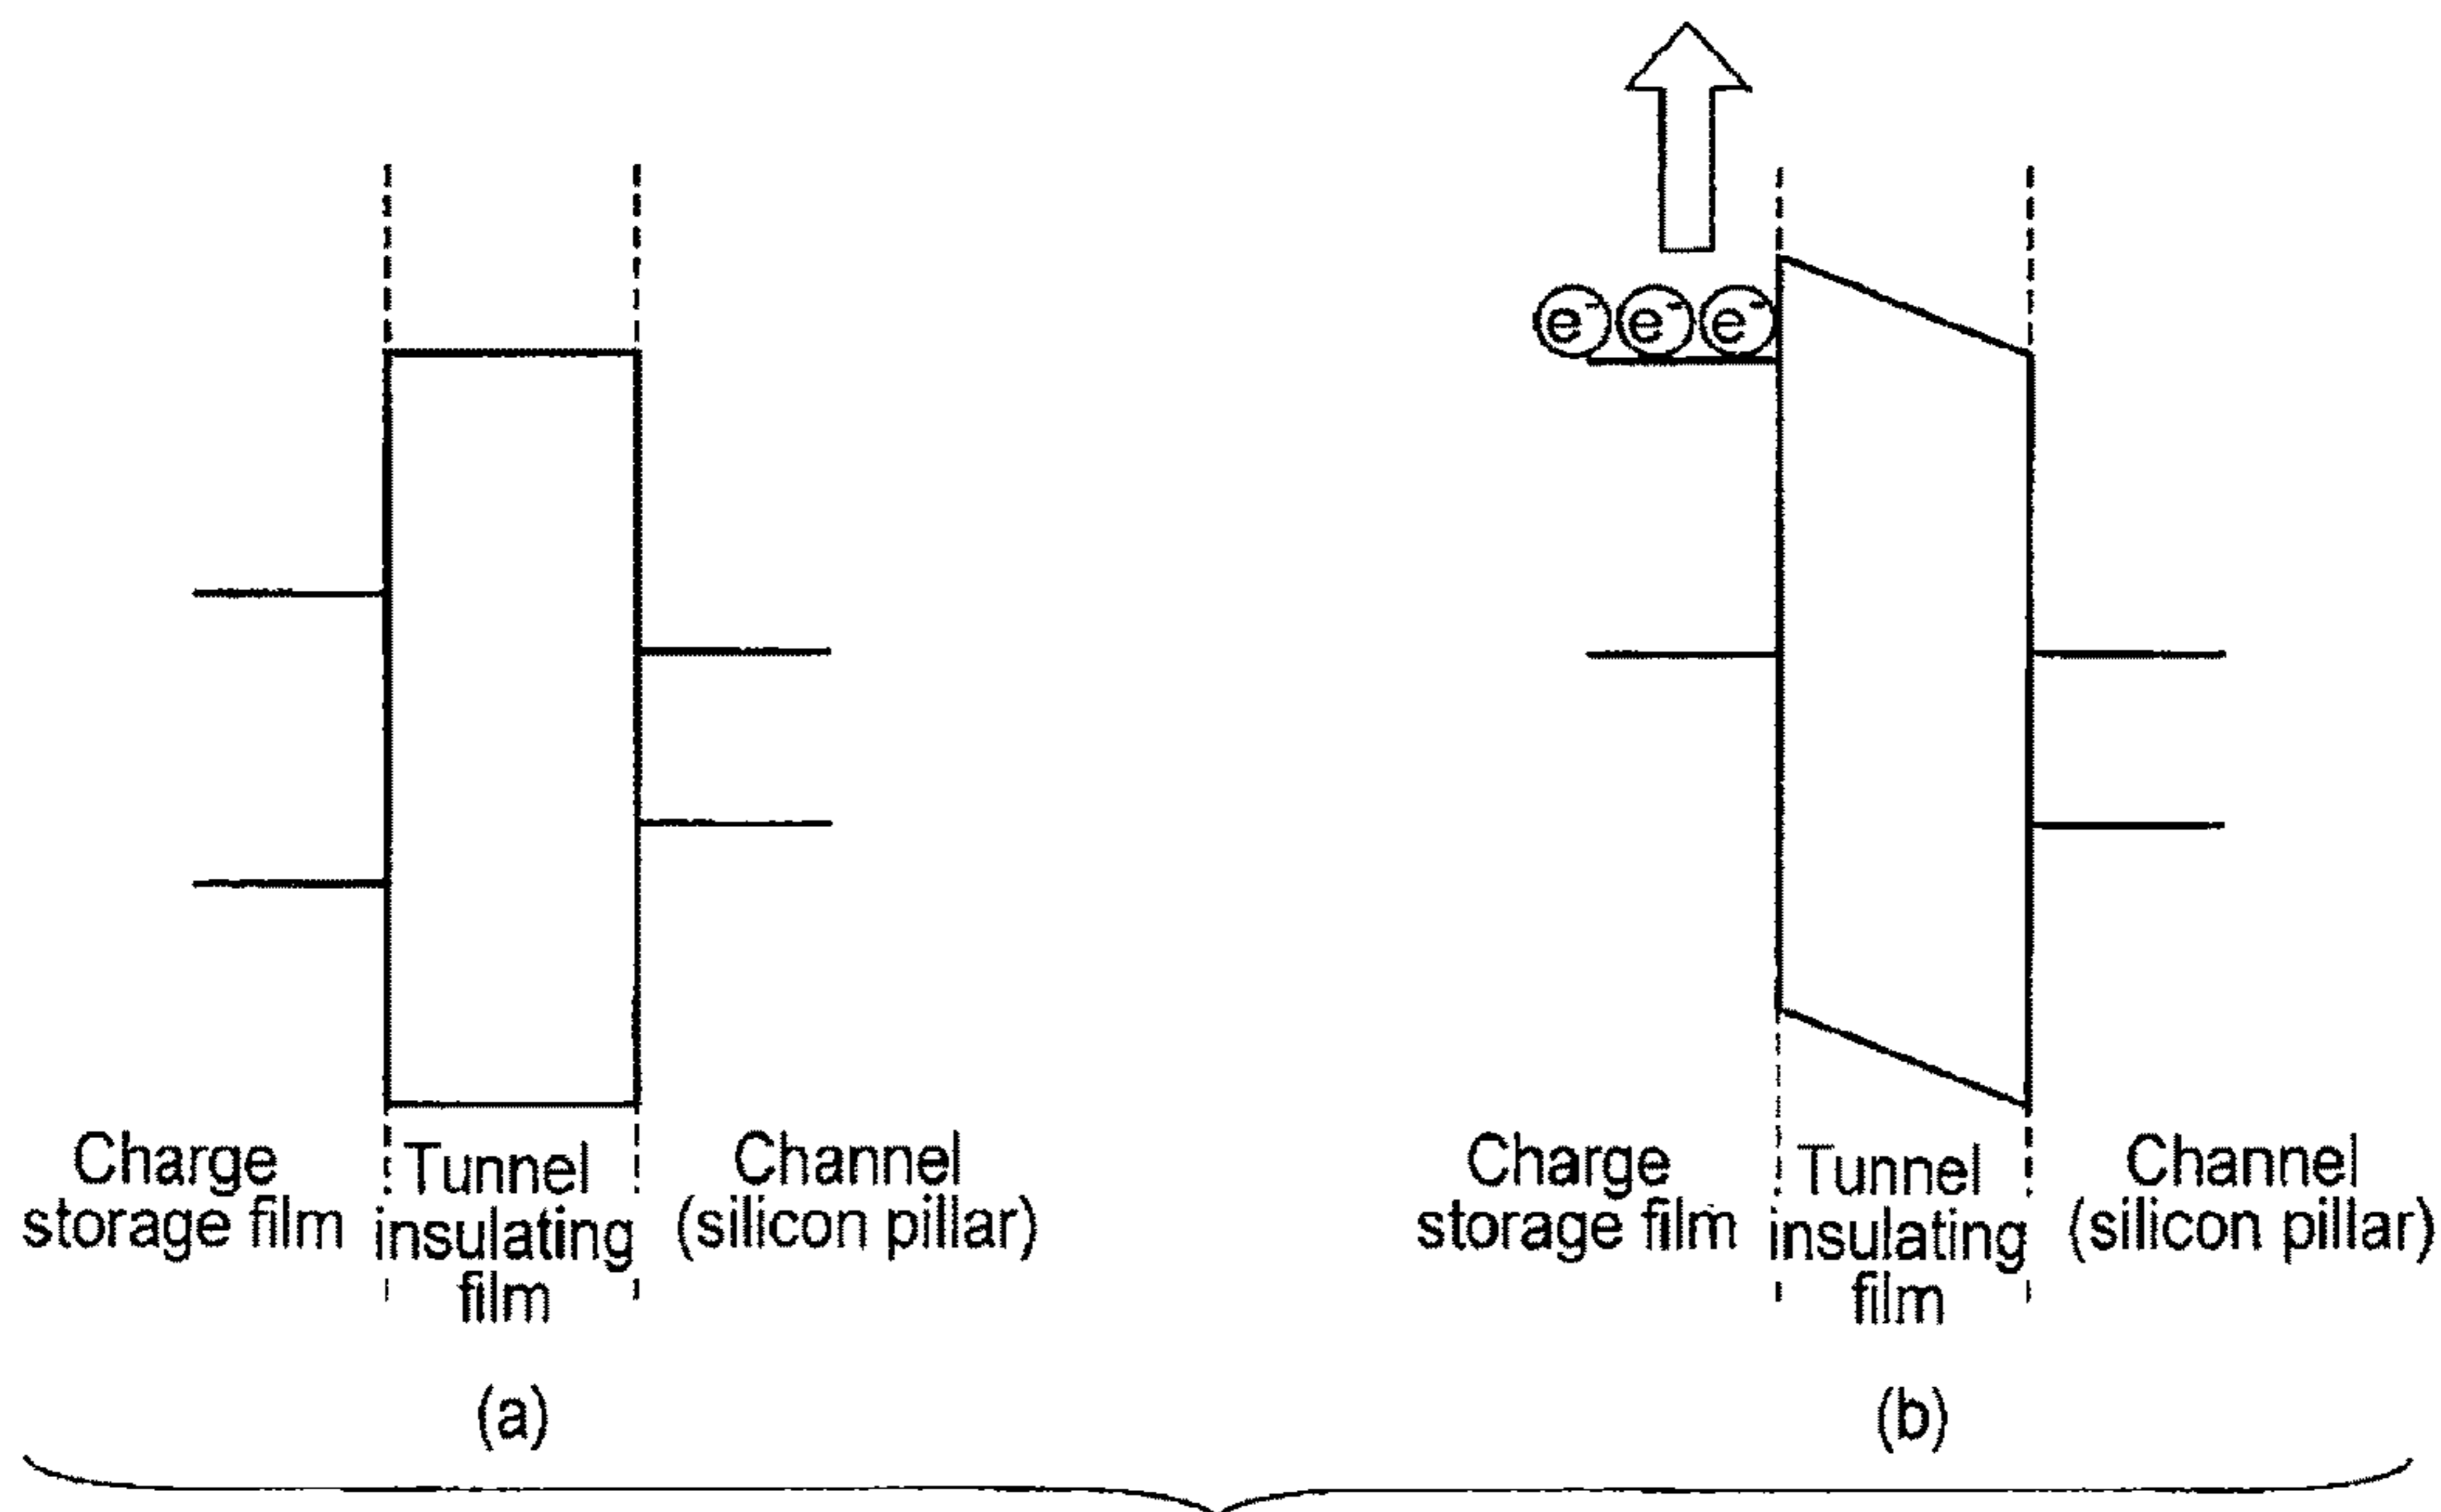 e⁻ e⁻ e⁻
Charge
storage film
Tunnel
insulating
film
Channel
(silicon pillar)
(a)
Charge
storage film
Tunnel
insulating
film
Channel
(silicon pillar)
(b)